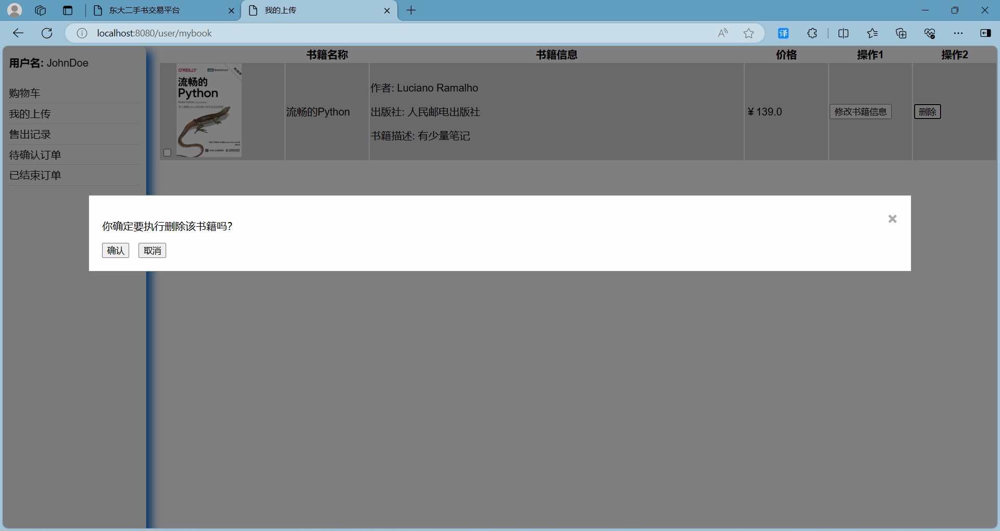 东大二手书交易平台
我的上传
localhost:8080/user/mybook
译
用户名: JohnDoe
购物车
我的上传
售出记录
待确认订单
已结束订单
书籍名称 书籍信息 价格 操作1 操作2
O'REILLY
流畅的
Python
流畅的Python
作者: Luciano Ramalho
出版社: 人民邮电出版社
书籍描述: 有少量笔记
¥ 139.0
修改书籍信息
删除
你确定要执行删除该书籍吗?
确认 取消